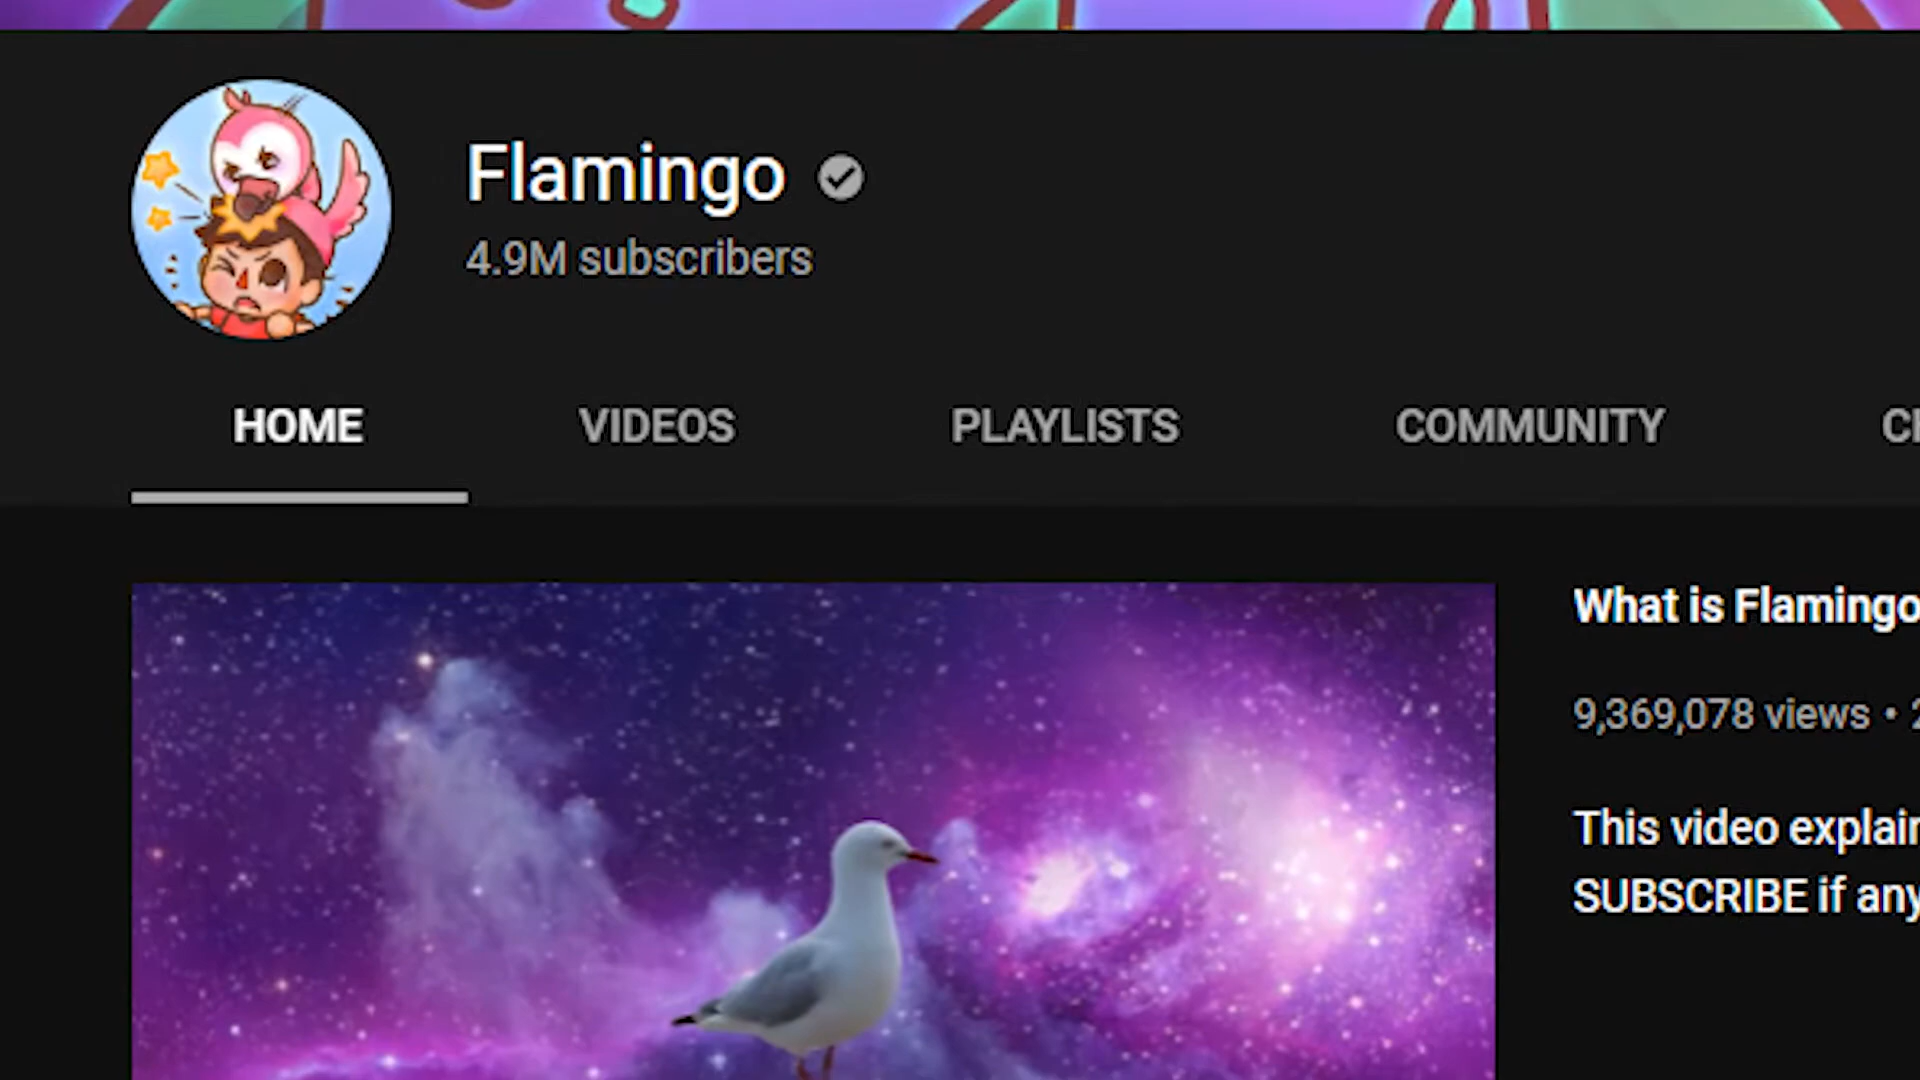 Flamingo
4.9M subscribers
HOME VIDEOS PLAYLISTS COMMUNITY
What is Flamingo
9,369,078 views •
This video explain
SUBSCRIBE if any